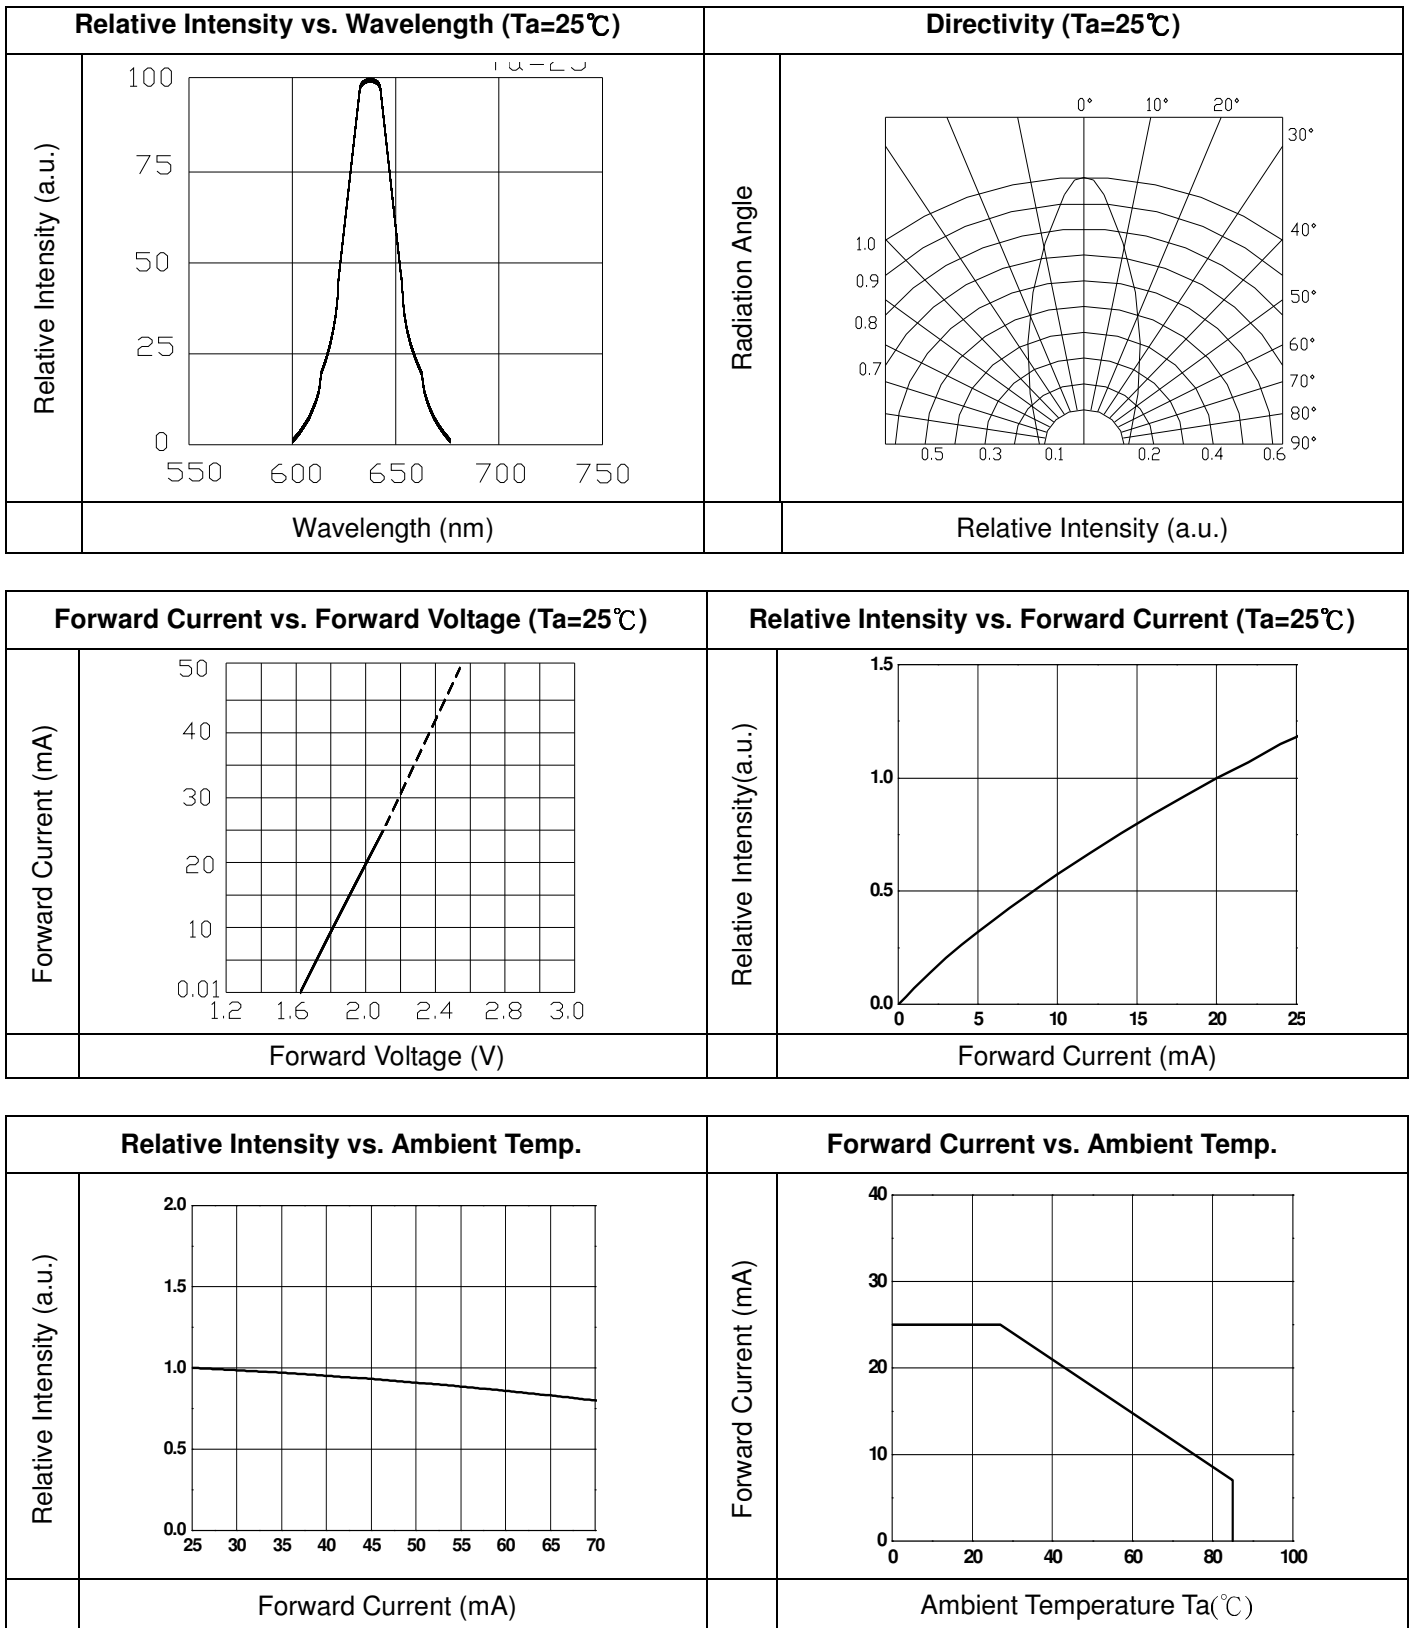 Relative Intensity vs. Wavelength (Ta=25℃)
Directivity (Ta=25℃)
Relative Intensity (a.u.)
100
75
50
25
0
550 600 650 700 750
Wavelength (nm)
Radiation Angle
0° 10° 20°
30°
40°
50°
60°
70°
80°
90°
1.0
0.9
0.8
0.7
0.5 0.3 0.1 0.2 0.4 0.6
Relative Intensity (a.u.)
Forward Current vs. Forward Voltage (Ta=25℃)
Relative Intensity vs. Forward Current (Ta=25℃)
Forward Current (mA)
50
40
30
20
10
0.01
1.2 1.6 2.0 2.4 2.8 3.0
Forward Voltage (V)
Relative Intensity(a.u.)
1.5
1.0
0.5
0.0
0 5 10 15 20 25
Forward Current (mA)
Relative Intensity vs. Ambient Temp.
Forward Current vs. Ambient Temp.
Relative Intensity (a.u.)
2.0
1.5
1.0
0.5
0.0
25 30 35 40 45 50 55 60 65 70
Forward Current (mA)
Forward Current (mA)
40
30
20
10
0
0 20 40 60 80 100
Ambient Temperature Ta(℃)